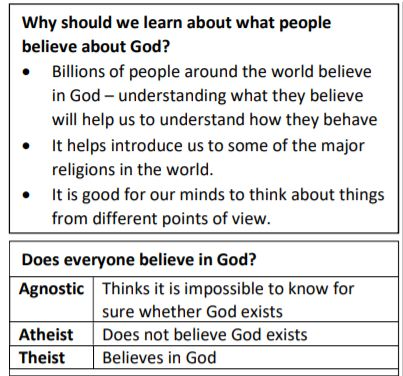 Why should we learn about what people
believe about God?
• Billions of people around the world believe
in God – understanding what they believe
will help us to understand how they behave
• It helps introduce us to some of the major
religions in the world.
• It is good for our minds to think about things
from different points of view.
Does everyone believe in God?
Agnostic Thinks it is impossible to know for
sure whether God exists
Atheist Does not believe God exists
Theist Believes in God